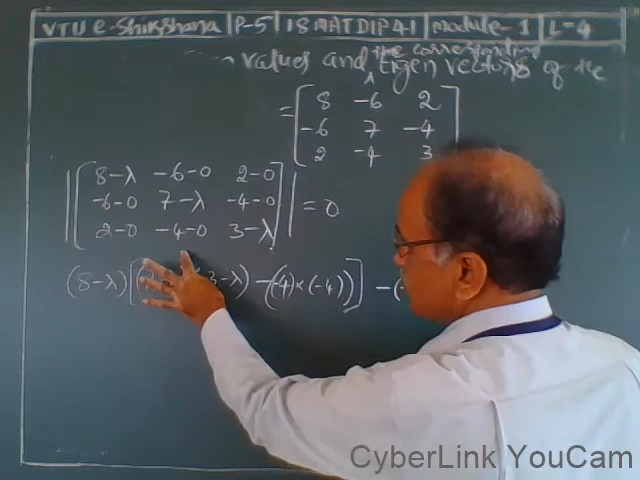 VTU e-Shikshana | P-5 | 18MATDIP41 | Module-1 | L-4
values and the corresponding Eigen vectors of the
= [ 8 -6 2
-6 7 -4
2 -4 3
|[ 8-λ -6-0 2-0 ]|
-6-0 7-λ -4-0 = 0
2-0 -4-0 3-λ
(8-λ)[( 3-λ) -(-4)×(-4))] -(-
CyberLink YouCam